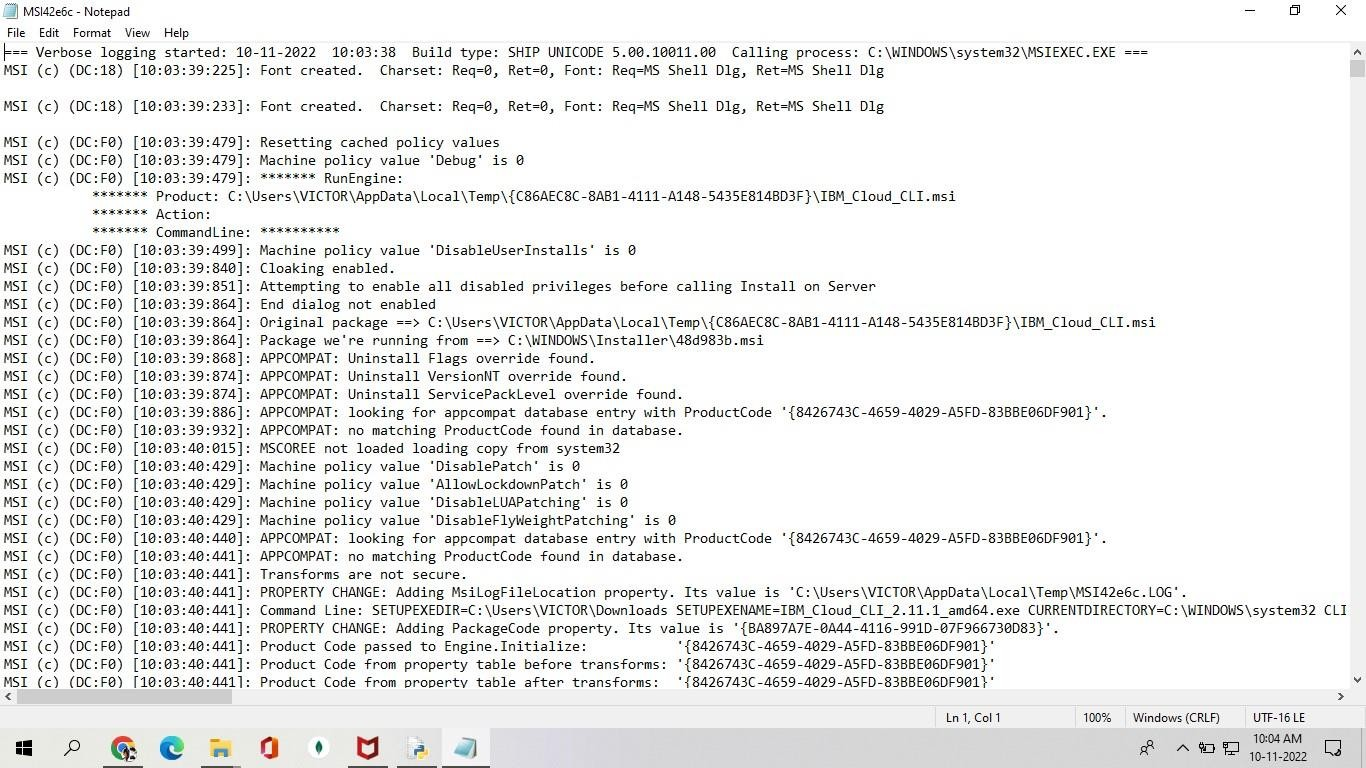 MSI42e6c - Notepad
File Edit Format View Help
=== Verbose logging started: 10-11-2022  10:03:38  Build type: SHIP UNICODE 5.00.10011.00  Calling process: C:\WINDOWS\system32\MSIEXEC.EXE ===
MSI (c) (DC:18) [10:03:39:225]: Font created.  Charset: Req=0, Ret=0, Font: Req=MS Shell Dlg, Ret=MS Shell Dlg
MSI (c) (DC:18) [10:03:39:233]: Font created.  Charset: Req=0, Ret=0, Font: Req=MS Shell Dlg, Ret=MS Shell Dlg
MSI (c) (DC:F0) [10:03:39:479]: Resetting cached policy values
MSI (c) (DC:F0) [10:03:39:479]: Machine policy value 'Debug' is 0
MSI (c) (DC:F0) [10:03:39:479]: ******* RunEngine:
******* Product: C:\Users\VICTOR\AppData\Local\Temp\{C86AEC8C-8AB1-4111-A148-5435E814BD3F}\IBM_Cloud_CLI.msi
******* Action:
******* CommandLine: **********
MSI (c) (DC:F0) [10:03:39:499]: Machine policy value 'DisableUserInstalls' is 0
MSI (c) (DC:F0) [10:03:39:840]: Cloaking enabled.
MSI (c) (DC:F0) [10:03:39:851]: Attempting to enable all disabled privileges before calling Install on Server
MSI (c) (DC:F0) [10:03:39:864]: End dialog not enabled
MSI (c) (DC:F0) [10:03:39:864]: Original package ==> C:\Users\VICTOR\AppData\Local\Temp\{C86AEC8C-8AB1-4111-A148-5435E814BD3F}\IBM_Cloud_CLI.msi
MSI (c) (DC:F0) [10:03:39:864]: Package we're running from ==> C:\WINDOWS\Installer\48d983b.msi
MSI (c) (DC:F0) [10:03:39:868]: APPCOMPAT: Uninstall Flags override found.
MSI (c) (DC:F0) [10:03:39:874]: APPCOMPAT: Uninstall VersionNT override found.
MSI (c) (DC:F0) [10:03:39:874]: APPCOMPAT: Uninstall ServicePackLevel override found.
MSI (c) (DC:F0) [10:03:39:886]: APPCOMPAT: looking for appcompat database entry with ProductCode '{8426743C-4659-4029-A5FD-83BBE06DF901}'.
MSI (c) (DC:F0) [10:03:39:932]: APPCOMPAT: no matching ProductCode found in database.
MSI (c) (DC:F0) [10:03:40:015]: MSCOREE not loaded loading copy from system32
MSI (c) (DC:F0) [10:03:40:429]: Machine policy value 'DisablePatch' is 0
MSI (c) (DC:F0) [10:03:40:429]: Machine policy value 'AllowLockdownPatch' is 0
MSI (c) (DC:F0) [10:03:40:429]: Machine policy value 'DisableLUAPatching' is 0
MSI (c) (DC:F0) [10:03:40:429]: Machine policy value 'DisableFlyWeightPatching' is 0
MSI (c) (DC:F0) [10:03:40:440]: APPCOMPAT: looking for appcompat database entry with ProductCode '{8426743C-4659-4029-A5FD-83BBE06DF901}'.
MSI (c) (DC:F0) [10:03:40:441]: APPCOMPAT: no matching ProductCode found in database.
MSI (c) (DC:F0) [10:03:40:441]: Transforms are not secure.
MSI (c) (DC:F0) [10:03:40:441]: PROPERTY CHANGE: Adding MsiLogFileLocation property. Its value is 'C:\Users\VICTOR\AppData\Local\Temp\MSI42e6c.LOG'.
MSI (c) (DC:F0) [10:03:40:441]: Command Line: SETUPEXEDIR=C:\Users\VICTOR\Downloads SETUPEXENAME=IBM_Cloud_CLI_2.11.1_amd64.exe CURRENTDIRECTORY=C:\WINDOWS\system32 CLI
MSI (c) (DC:F0) [10:03:40:441]: PROPERTY CHANGE: Adding PackageCode property. Its value is '{BA897A7E-0A44-4116-991D-07F966730D83}'.
MSI (c) (DC:F0) [10:03:40:441]: Product Code passed to Engine.Initialize:           '{8426743C-4659-4029-A5FD-83BBE06DF901}'
MSI (c) (DC:F0) [10:03:40:441]: Product Code from property table before transforms: '{8426743C-4659-4029-A5FD-83BBE06DF901}'
MSI (c) (DC:F0) [10:03:40:441]: Product Code from property table after transforms:  '{8426743C-4659-4029-A5FD-83BBE06DF901}'
Ln 1, Col 1 100% Windows (CRLF) UTF-16 LE
10:04 AM
10-11-2022